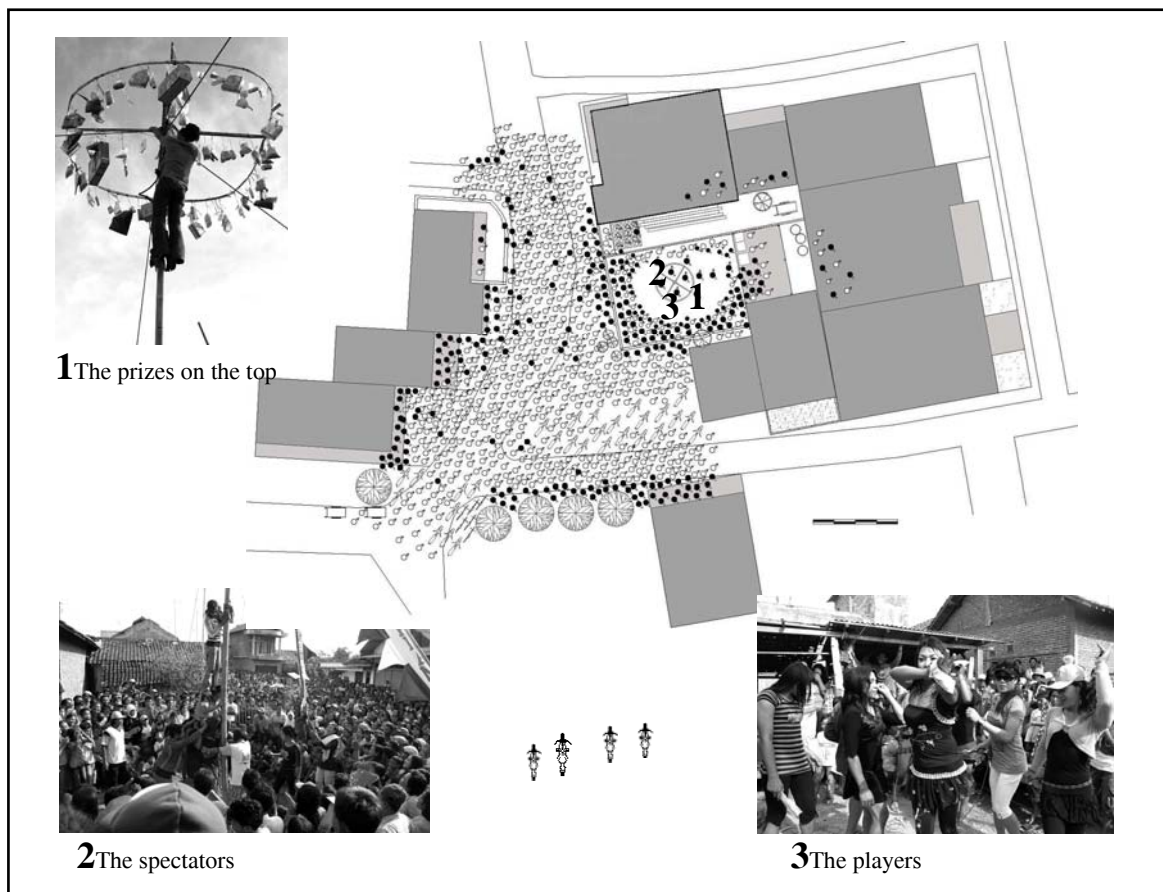 1The prizes on the top
2
1
3
2The spectators
3The players